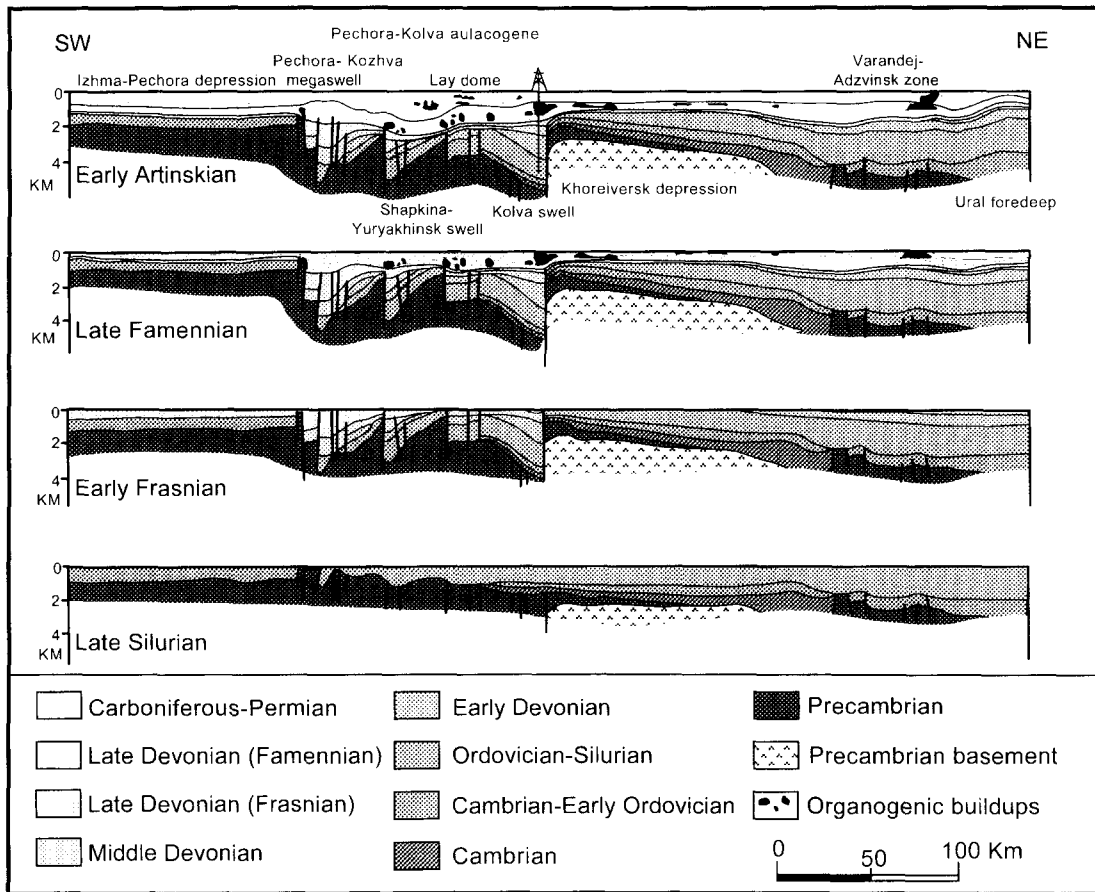 SW
Pechora-Kolva aulacogene
NE
Izhma-Pechora depression
Pechora- Kozhva
megaswell
Lay dome
Varandej-
Adzvinsk zone
0
2
4
KM
Early Artinskian
Shapkina-
Yuryakhinsk swell
Kolva swell
Khoreiversk depression
Ural foredeep
0
2
4
KM
Late Famennian
0
2
4
KM
Early Frasnian
0
2
4
KM
Late Silurian
Carboniferous-Permian
Late Devonian (Famennian)
Late Devonian (Frasnian)
Middle Devonian
Early Devonian
Ordovician-Silurian
Cambrian-Early Ordovician
Cambrian
Precambrian
Precambrian basement
Organogenic buildups
0 50 100 Km